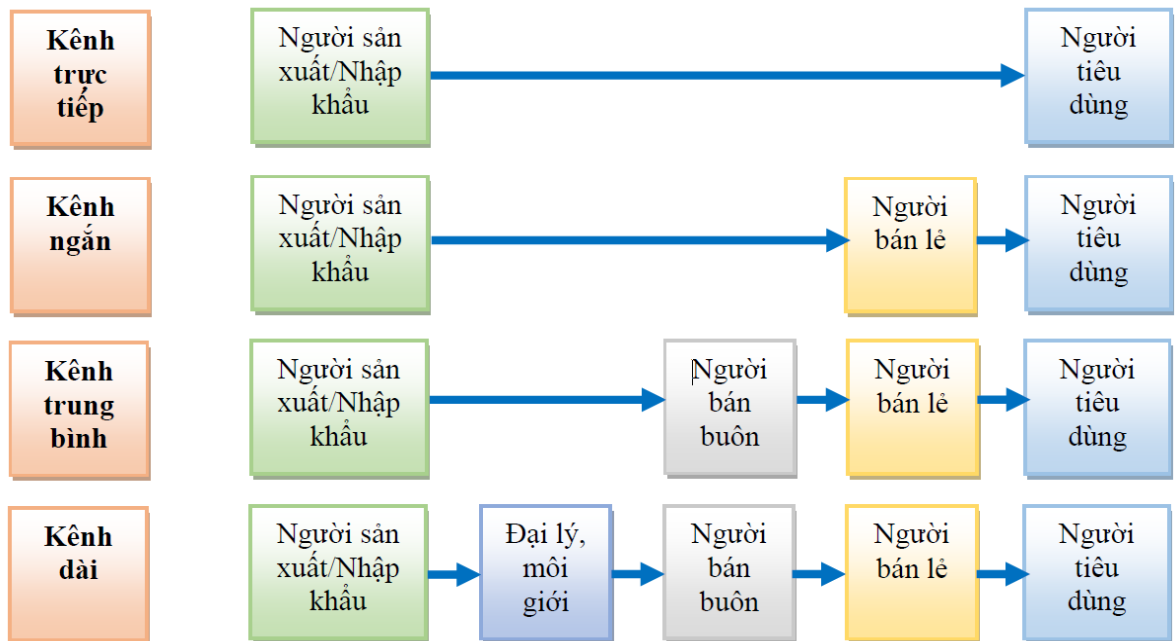 Kênh
trực
tiếp
Người sản
xuất/Nhập
khẩu
Người
tiêu
dùng
Kênh
ngắn
Người sản
xuất/Nhập
khẩu
Người
bán lẻ
Người
tiêu
dùng
Kênh
trung
bình
Người sản
xuất/Nhập
khẩu
Người
bán
buôn
Người
bán lẻ
Người
tiêu
dùng
Kênh
dài
Người sản
xuất/Nhập
khẩu
Đại lý,
môi
giới
Người
bán
buôn
Người
bán lẻ
Người
tiêu
dùng